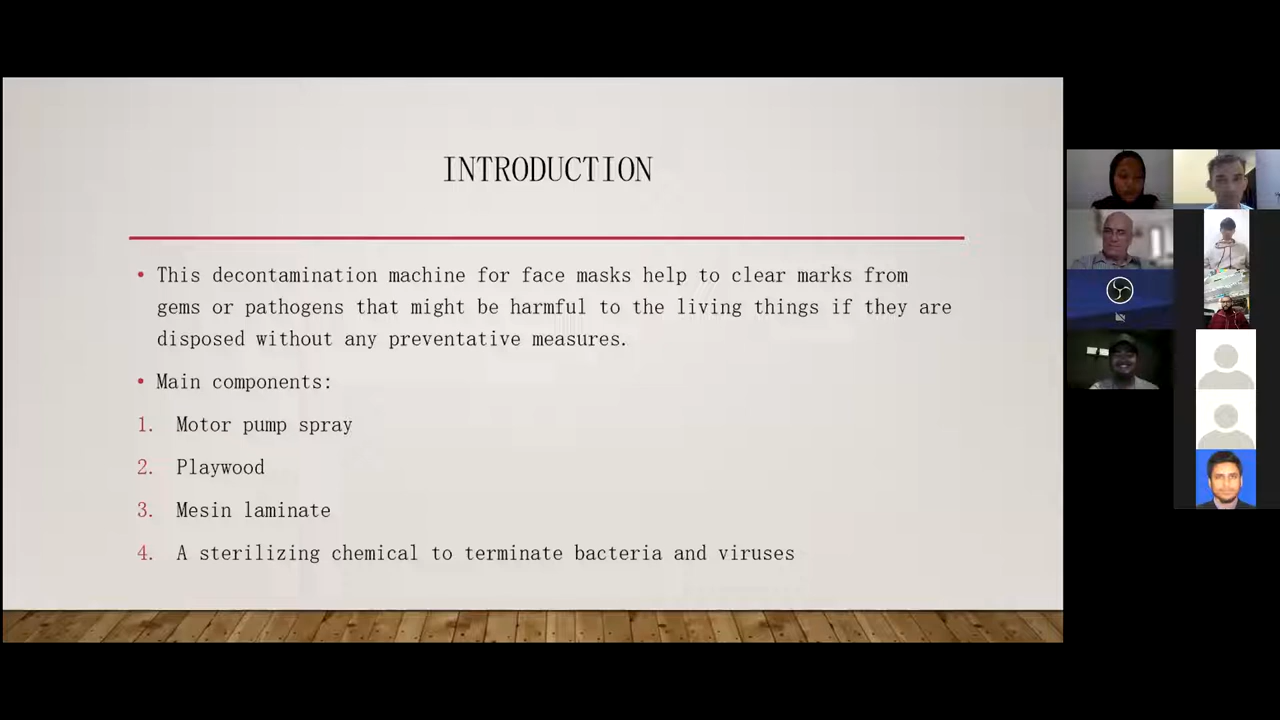 INTRODUCTION
• This decontamination machine for face masks help to clear marks from
gems or pathogens that might be harmful to the living things if they are
disposed without any preventative measures.
• Main components:
1. Motor pump spray
2. Playwood
3. Mesin laminate
4. A sterilizing chemical to terminate bacteria and viruses